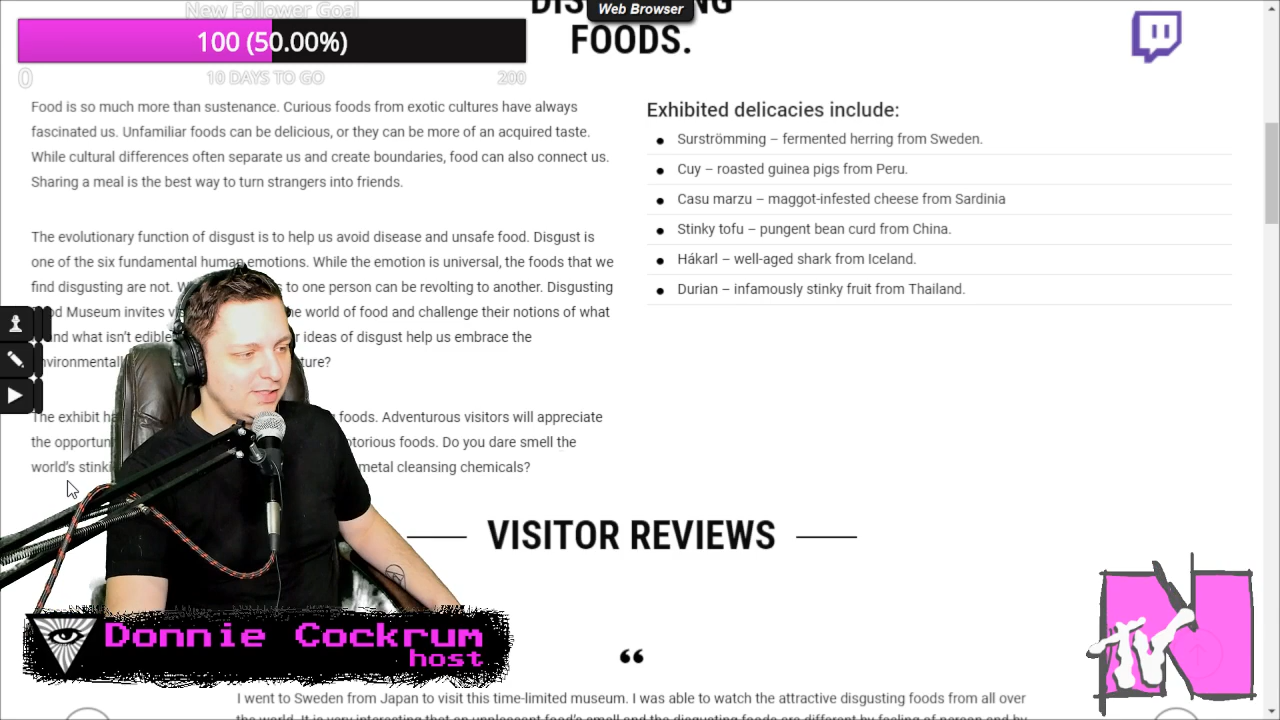 New Follower Goal
100 (50.00%)
0
10 DAYS TO GO
200
Web Browser
FOODS.
Food is so much more than sustenance. Curious foods from exotic cultures have always
fascinated us. Unfamiliar foods can be delicious, or they can be more of an acquired taste.
While cultural differences often separate us and create boundaries, food can also connect us.
Sharing a meal is the best way to turn strangers into friends.
The evolutionary function of disgust is to help us avoid disease and unsafe food. Disgust is
one of the six fundamental human emotions. While the emotion is universal, the foods that we
find disgusting are not. to one person can be revolting to another. Disgusting
Museum invites world of food and challenge their notions of what
and what isn't edible ideas of disgust help us embrace the
The exhibit foods. Adventurous visitors will appreciate
the foods. Do you dare smell the
world's metal cleansing chemicals?
Exhibited delicacies include:
Surströmming – fermented herring from Sweden.
Cuy – roasted guinea pigs from Peru.
Casu marzu – maggot-infested cheese from Sardinia
Stinky tofu – pungent bean curd from China.
Hákarl – well-aged shark from Iceland.
Durian – infamously stinky fruit from Thailand.
VISITOR REVIEWS
“
I went to Sweden from Japan to visit this time-limited museum. I was able to watch the attractive disgusting foods from all over
Donnie Cockrum
host
TV